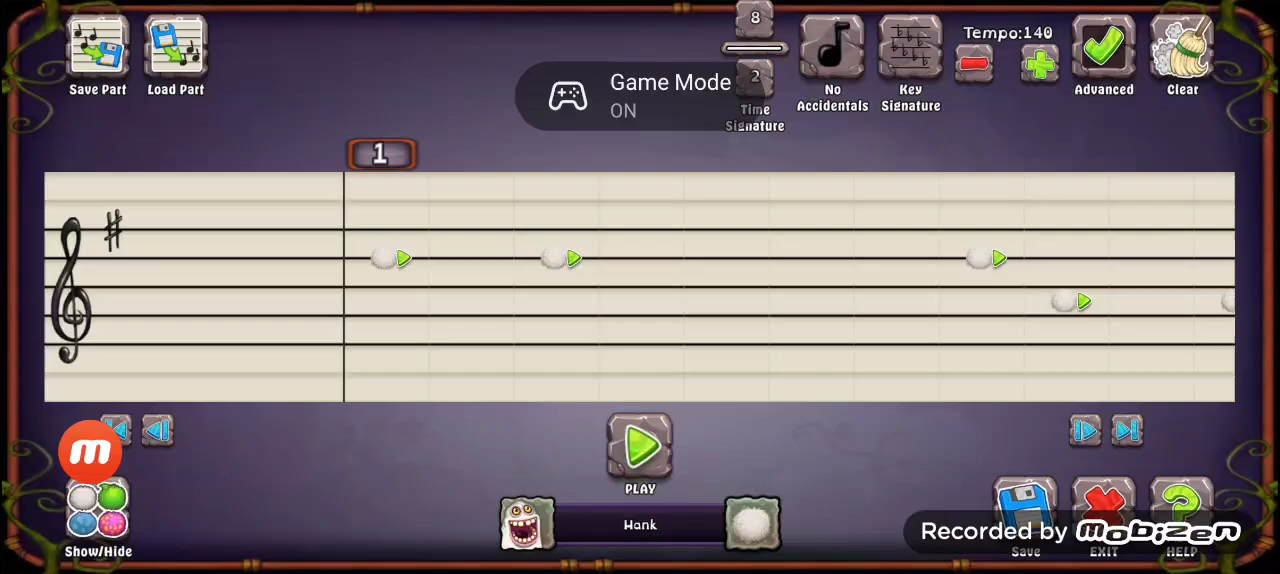 8
Tempo:140
Game Mode
ON
2
Save Part
Load Part
Time
Signature
No
Accidentals
Key
Signature
Advanced
Clear
1
m
PLAY
Hank
Recorded by mobizen
Show/Hide
Save
EXIT
HELP